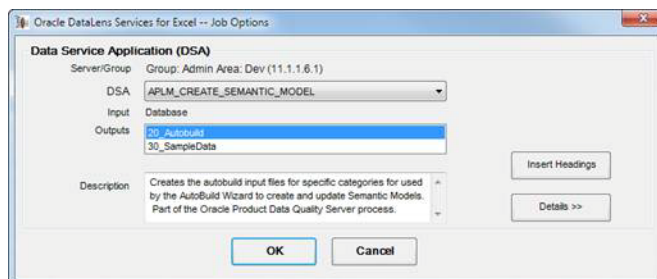 Oracle DataLens Services for Excel -- Job Options
Data Service Application (DSA)
Server/Group Group: Admin Area: Dev (11.1.1.6.1)
DSA APLM_CREATE_SEMANTIC_MODEL
Input Database
Outputs 20_Autobuild
30_SampleData
Insert Headings
Description Creates the autobuild input files for specific categories for used
by the AutoBuild Wizard to create and update Semantic Models.
Part of the Oracle Product Data Quality Server process.
Details >>
OK Cancel